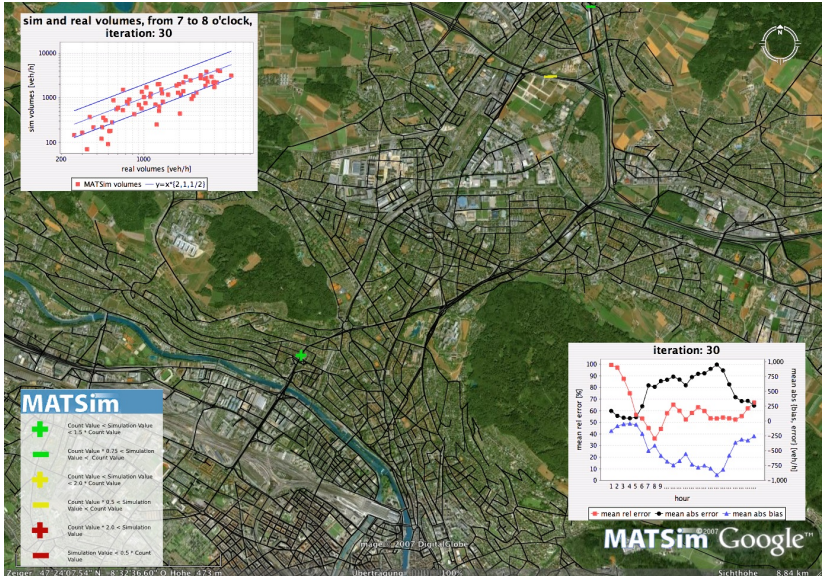 sim and real volumes, from 7 to 8 o'clock,
iteration: 30
10000
1000
100
sim volumes [veh/h]
200 1000
real volumes [veh/h]
MATSim volumes y=x*{2,1,1/2}
N
iteration: 30
100
90
80
70
60
50
40
30
20
10
0
mean rel error [%]
1,000
750
500
250
0
-250
-500
-750
-1,000
mean abs {bias, error} [veh/h]
1 2 3 4 5 6 7 8 9
hour
mean rel error mean abs error mean abs bias
MATSim
Count Value < Simulation Value
< 1.5 * Count Value
Count Value * 0.75 < Simulation
Value < Count Value
Count Value < Simulation Value
< 2.0 * Count Value
Count Value * 0.5 < Simulation
Value < Count Value
Count Value * 2.0 < Simulation
Value
Simulation Value < 0.5 * Count
Value
MATSim ©2007 Google™
Image © 2007 DigitalGlobe
Zeiger 47°24'07.54" N 8°32'36.60" O Höhe 473 m Übertragung 100% Sichthöhe 8.84 km